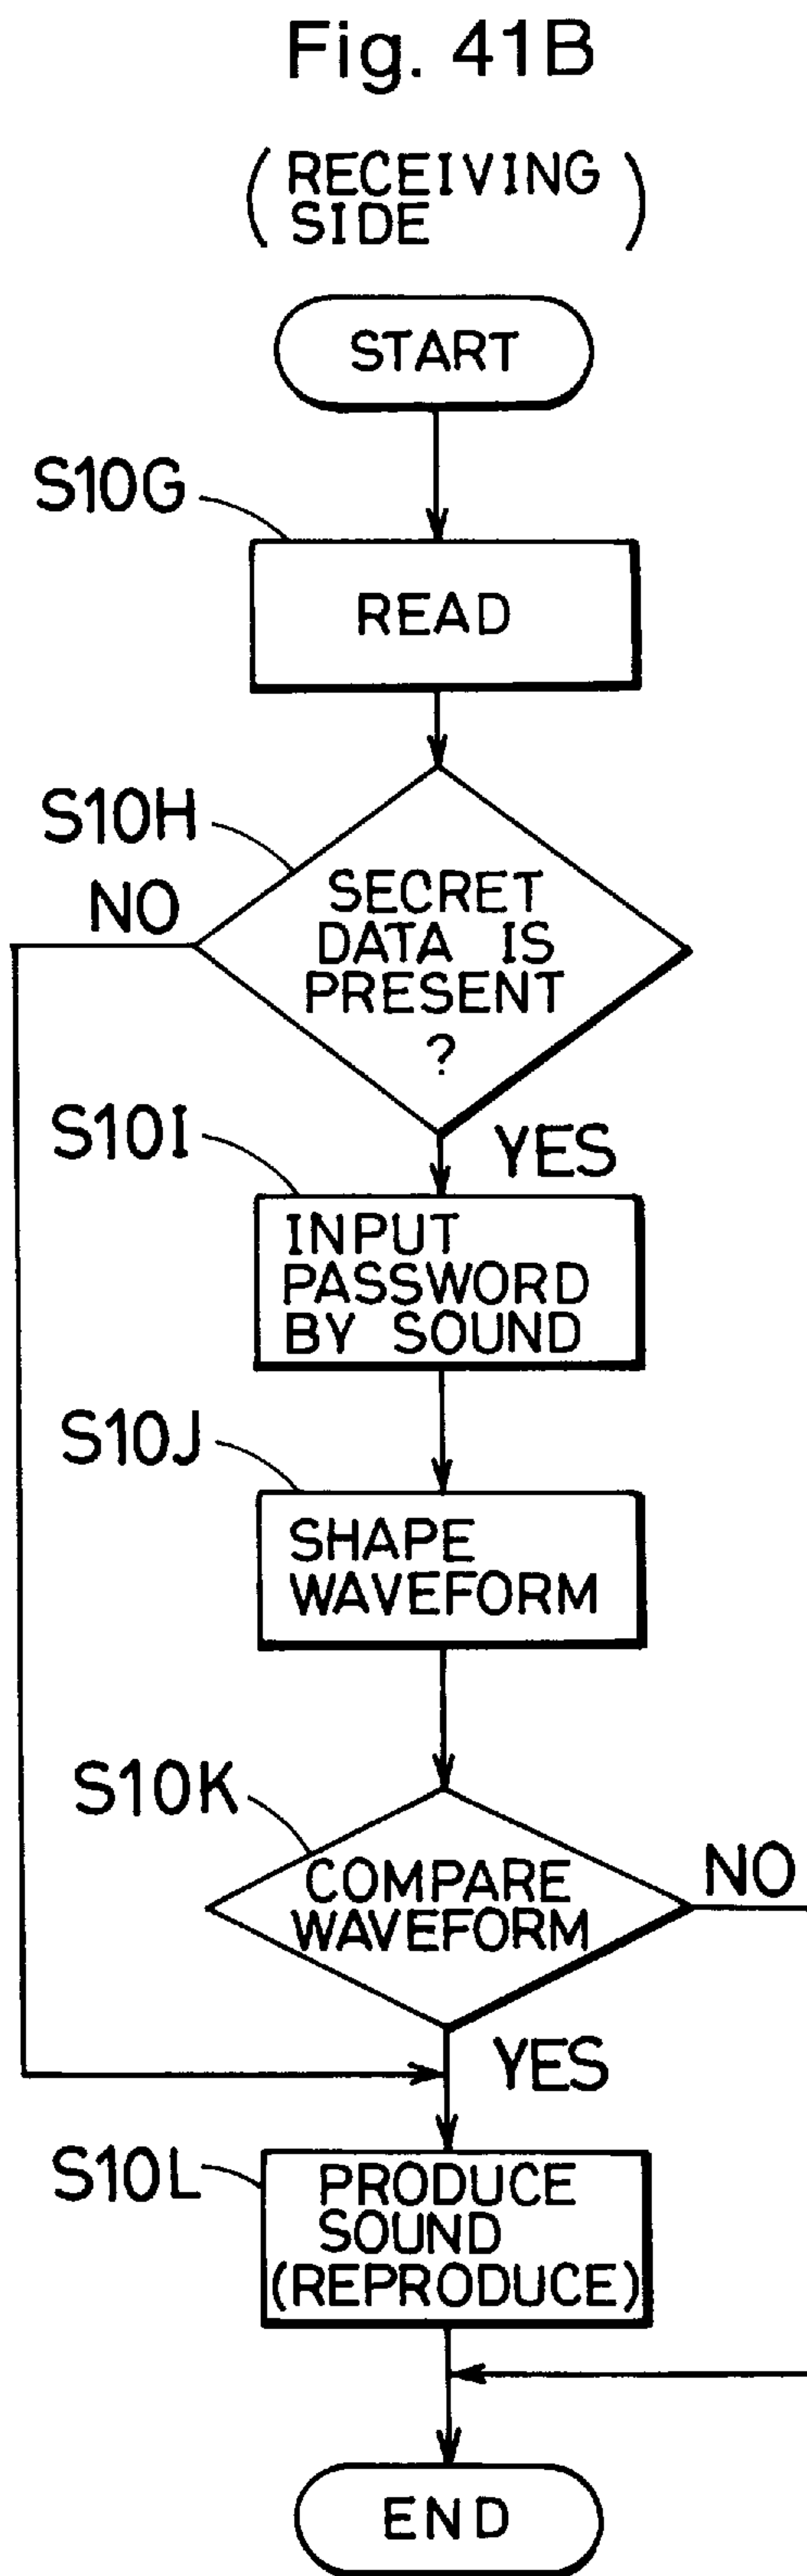 Fig. 41B
(RECEIVING
SIDE)
START
S10G
READ
S10H
NO
SECRET
DATA IS
PRESENT
?
S10I
YES
INPUT
PASSWORD
BY SOUND
S10J
SHAPE
WAVEFORM
S10K
COMPARE
WAVEFORM
NO
YES
S10L
PRODUCE
SOUND
(REPRODUCE)
END